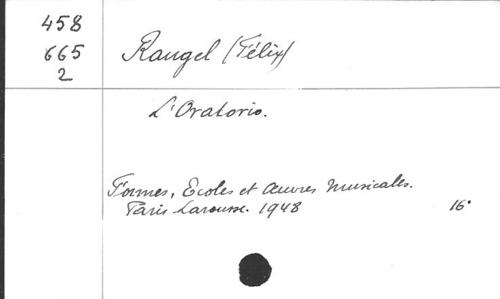 458
665
2
Raugel (Félix)
L'Oratorio.
Formes, Ecoles et Œuvres Musicales.
Paris Larousse. 1948 16°